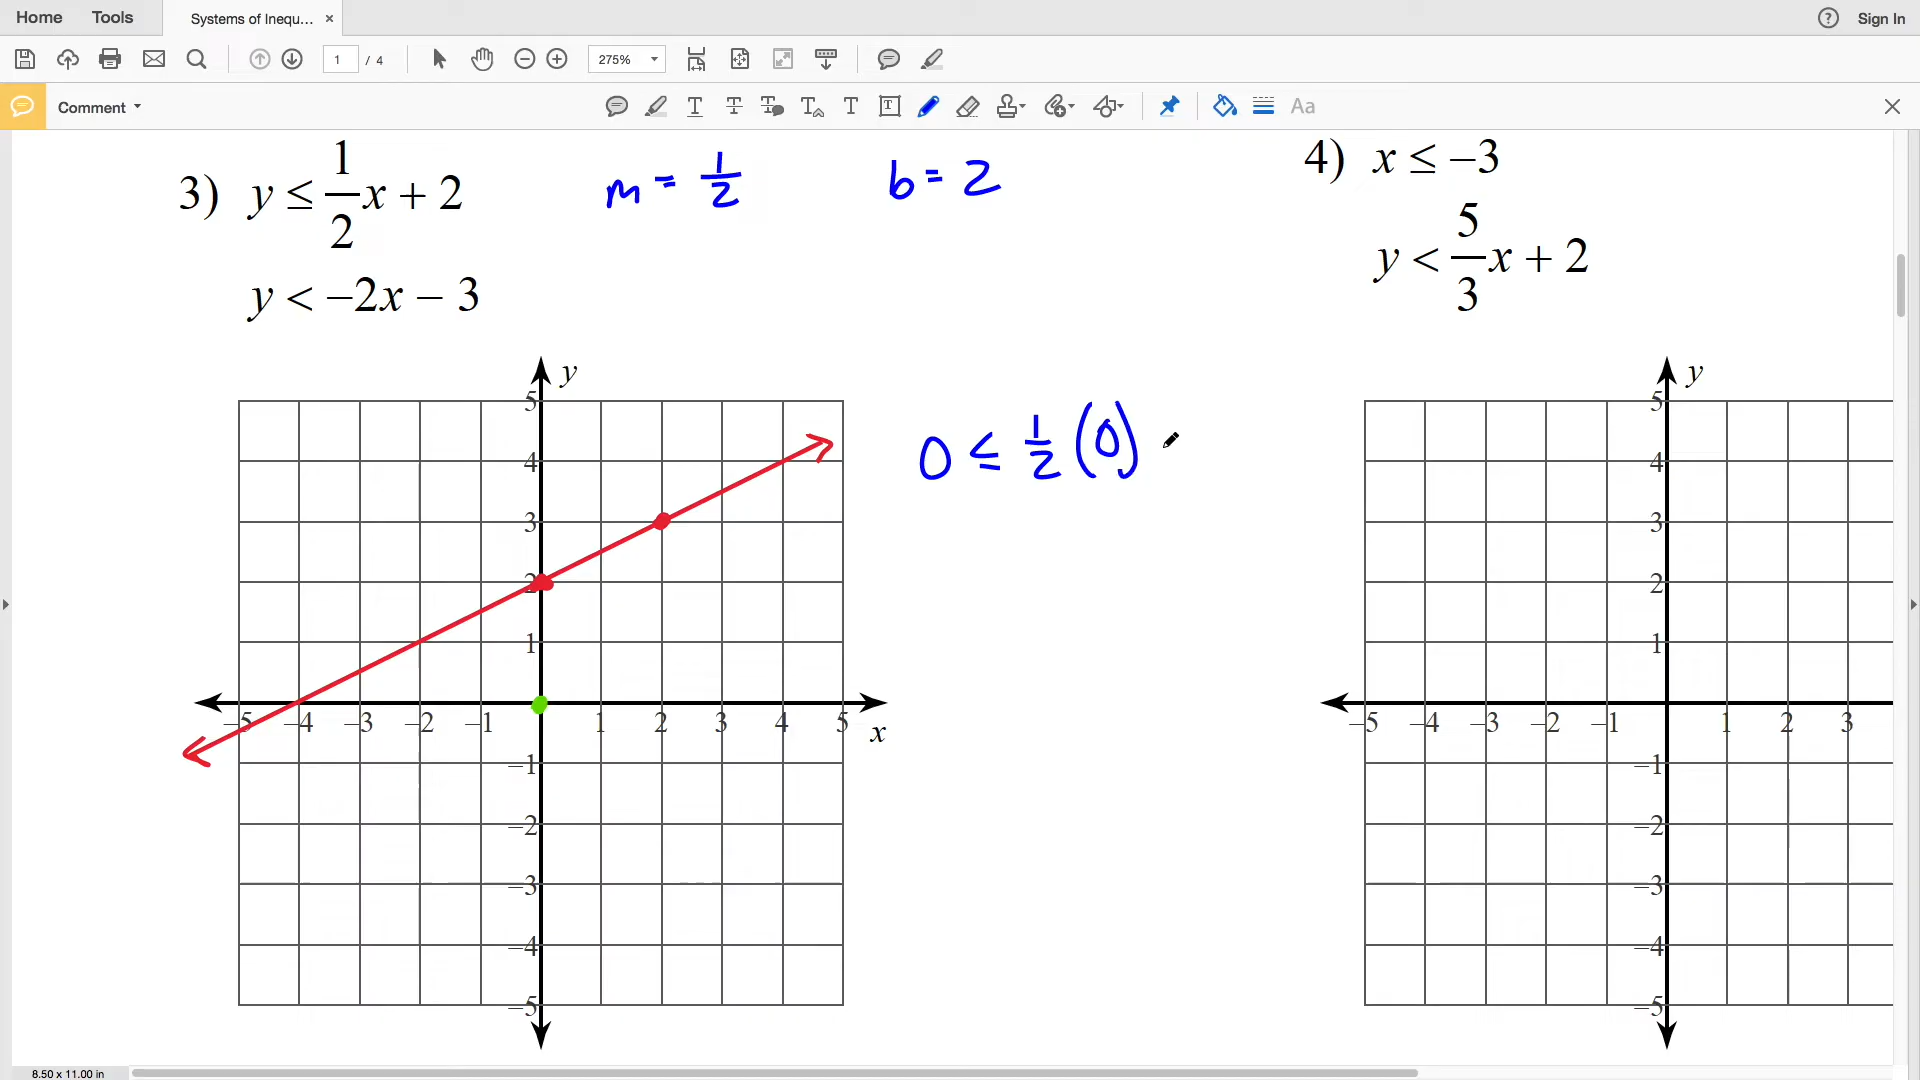 Home Tools Systems of Inequ... × ? Sign In
1 / 4 275%
Comment Aa
3) y ≤ 1/2 x + 2
y < −2x − 3
m = 1/2 b = 2
4) x ≤ −3
y < 5/3 x + 2
y
5
4
3
2
1
−5 −4 −3 −2 −1 1 2 3 4 5 x
−1
−2
−3
−4
−5
0 ≤ 1/2 (0)
y
5
4
3
2
1
−5 −4 −3 −2 −1 1 2 3
−1
−2
−3
−4
−5
8.50 x 11.00 in